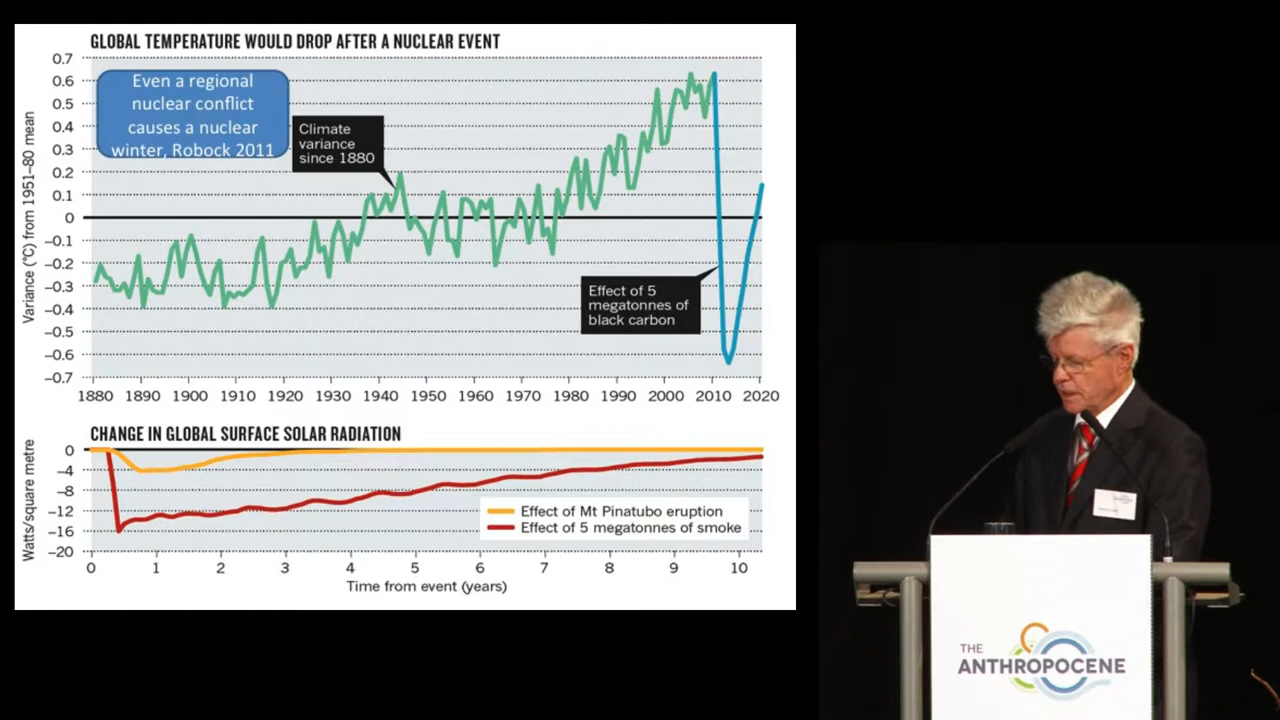 GLOBAL TEMPERATURE WOULD DROP AFTER A NUCLEAR EVENT
Variance (°C) from 1951–80 mean
0.7
0.6
0.5
0.4
0.3
0.2
0.1
0
–0.1
–0.2
–0.3
–0.4
–0.5
–0.6
–0.7
Even a regional
nuclear conflict
causes a nuclear
winter, Robock 2011
Climate
variance
since 1880
Effect of 5
megatonnes of
black carbon
1880 1890 1900 1910 1920 1930 1940 1950 1960 1970 1980 1990 2000 2010 2020
CHANGE IN GLOBAL SURFACE SOLAR RADIATION
Watts/square metre
0
–4
–8
–12
–16
–20
Effect of Mt Pinatubo eruption
Effect of 5 megatonnes of smoke
0 1 2 3 4 5 6 7 8 9 10
Time from event (years)
THE
ANTHROPOCENE